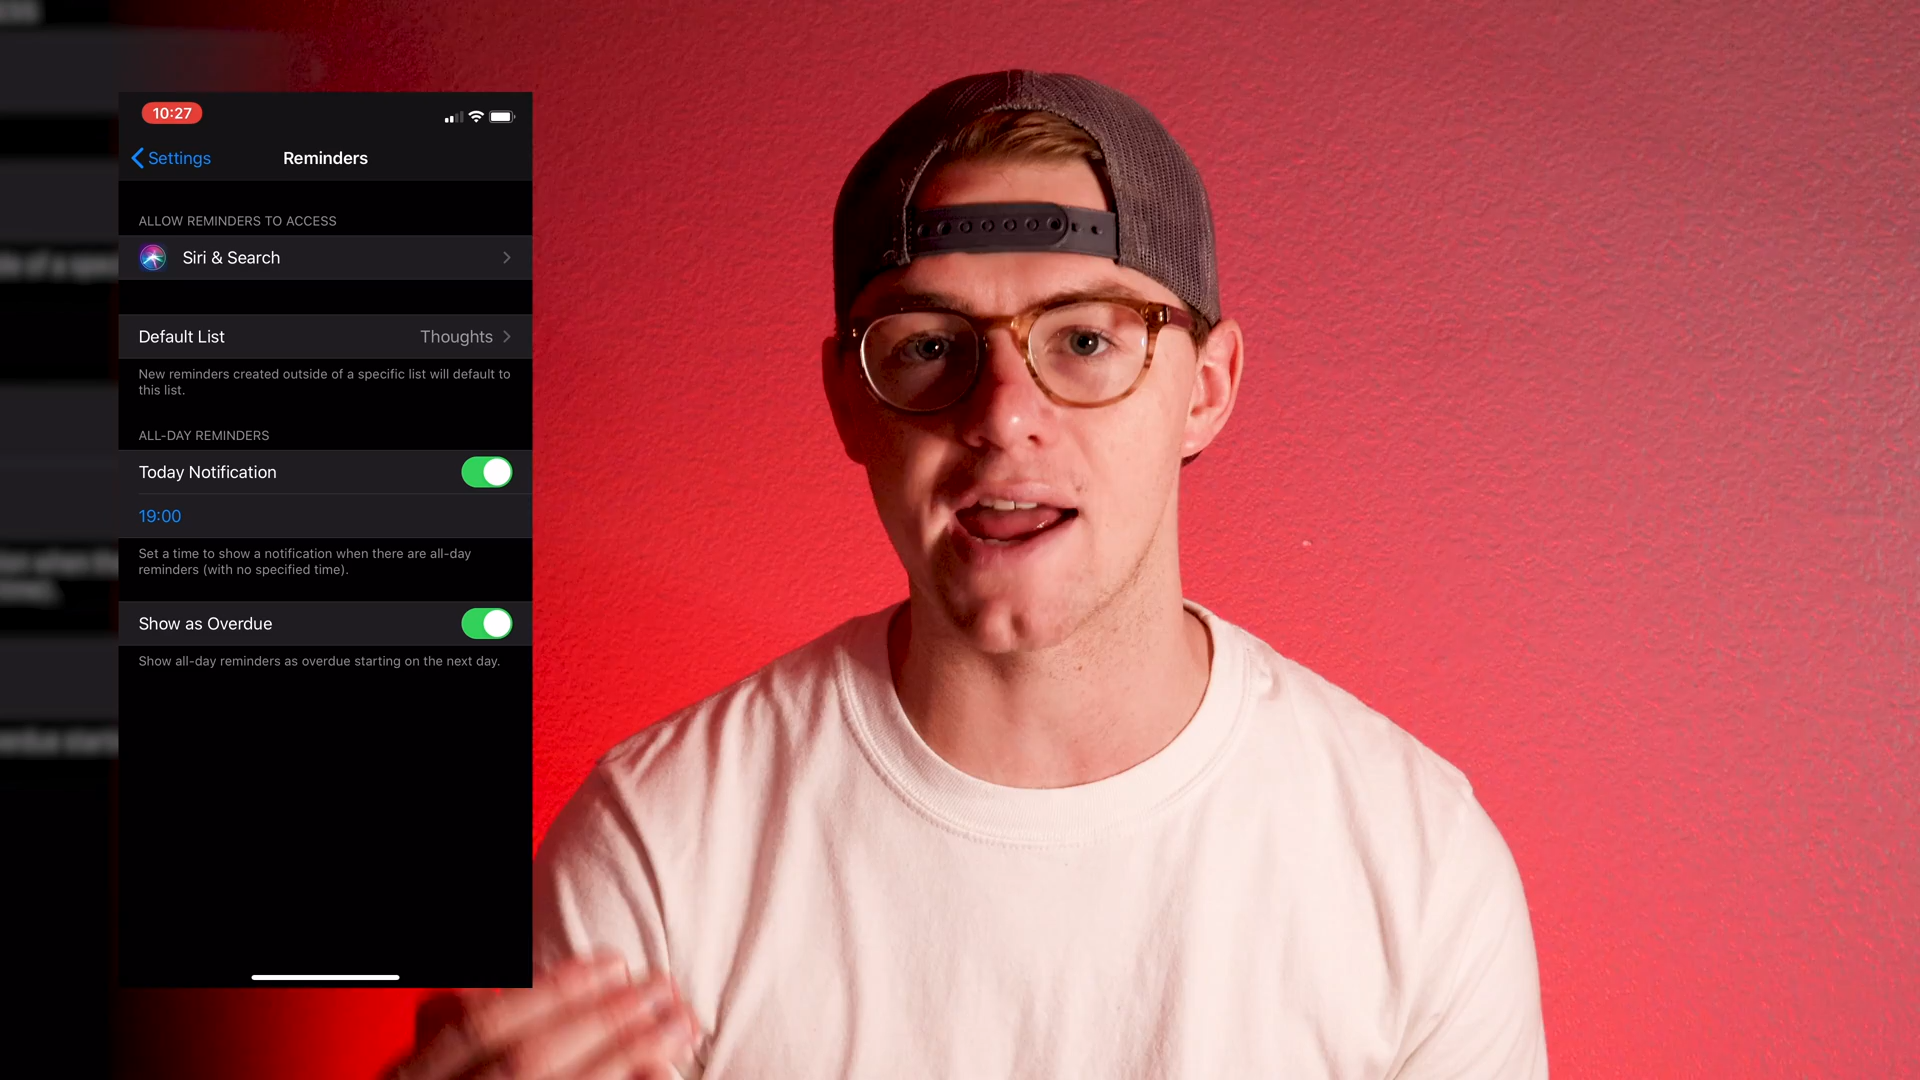 10:27
Settings
Reminders
ALLOW REMINDERS TO ACCESS
Siri & Search
Default List
Thoughts
New reminders created outside of a specific list will default to
this list.
ALL-DAY REMINDERS
Today Notification
19:00
Set a time to show a notification when there are all-day
reminders (with no specified time).
Show as Overdue
Show all-day reminders as overdue starting on the next day.